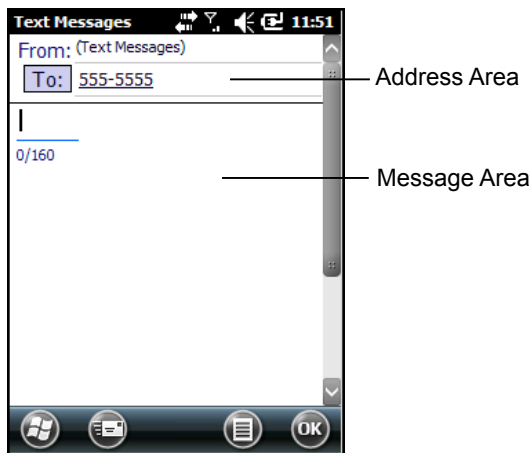 Text Messages 11:51
From: (Text Messages)
To: 555-5555
Address Area
0/160
Message Area
OK